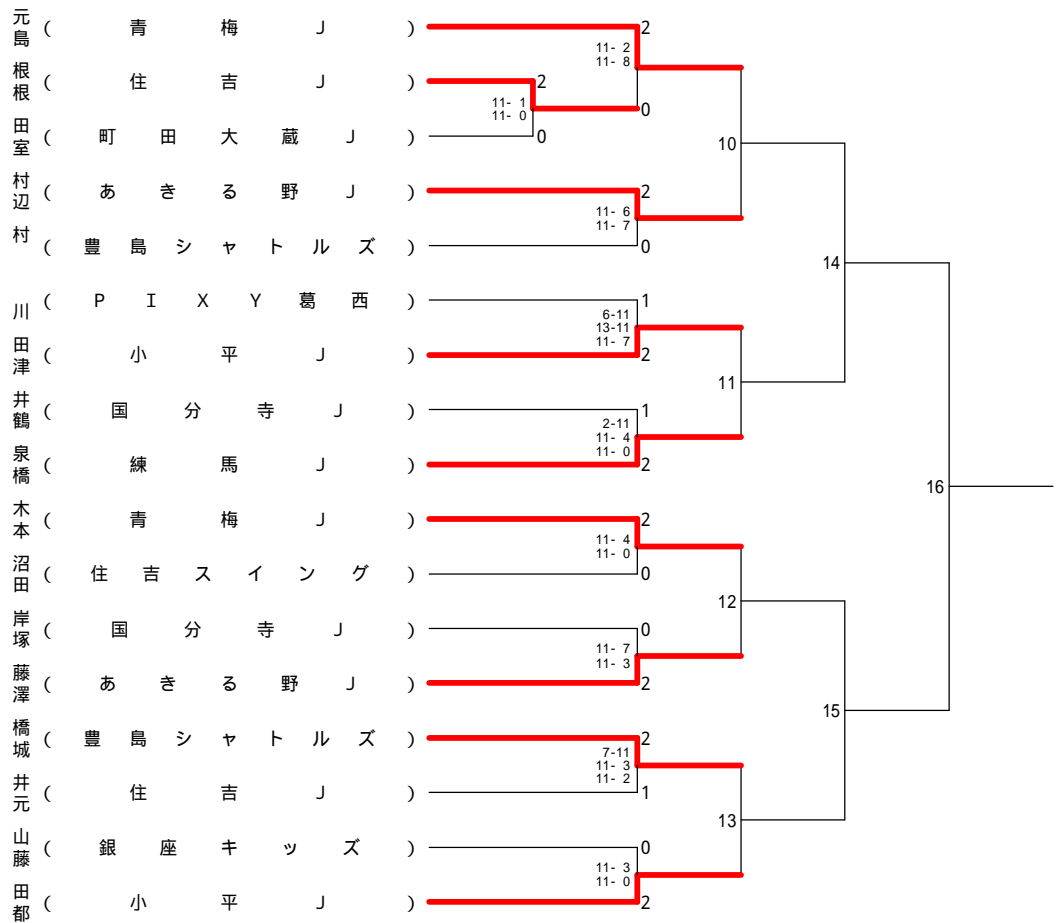 元島 ( 青 梅 J ) 2
11- 2
11- 8
根根 ( 住 吉 J ) 2
11- 1
11- 0
0
田室 ( 町 田 大 蔵 J ) 0
10
村辺 ( あ き る 野 J ) 2
11- 6
11- 7
村 ( 豊 島 シ ャ ト ル ズ ) 0
14
川 ( P I X Y 葛 西 ) 1
6-11
13-11
11- 7
田津 ( 小 平 J ) 2
11
井鶴 ( 国 分 寺 J ) 1
2-11
11- 4
11- 0
泉橋 ( 練 馬 J ) 2
16
木本 ( 青 梅 J ) 2
11- 4
11- 0
沼田 ( 住 吉 ス イ ン グ ) 0
12
岸塚 ( 国 分 寺 J ) 0
11- 7
11- 3
藤澤 ( あ き る 野 J ) 2
15
橋城 ( 豊 島 シ ャ ト ル ズ ) 2
7-11
11- 3
11- 2
井元 ( 住 吉 J ) 1
13
山藤 ( 銀 座 キ ッ ズ ) 0
11- 3
11- 0
田都 ( 小 平 J ) 2